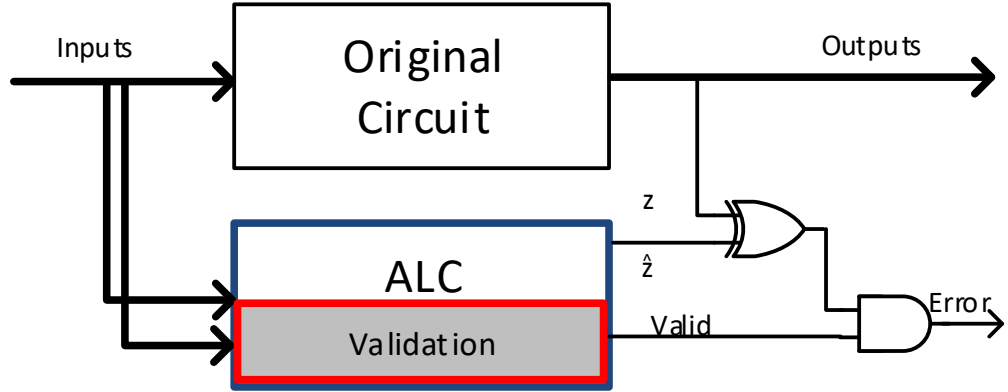 Inputs
Original
Circuit
Outputs
z
ẑ
ALC
Validation
Valid
Error